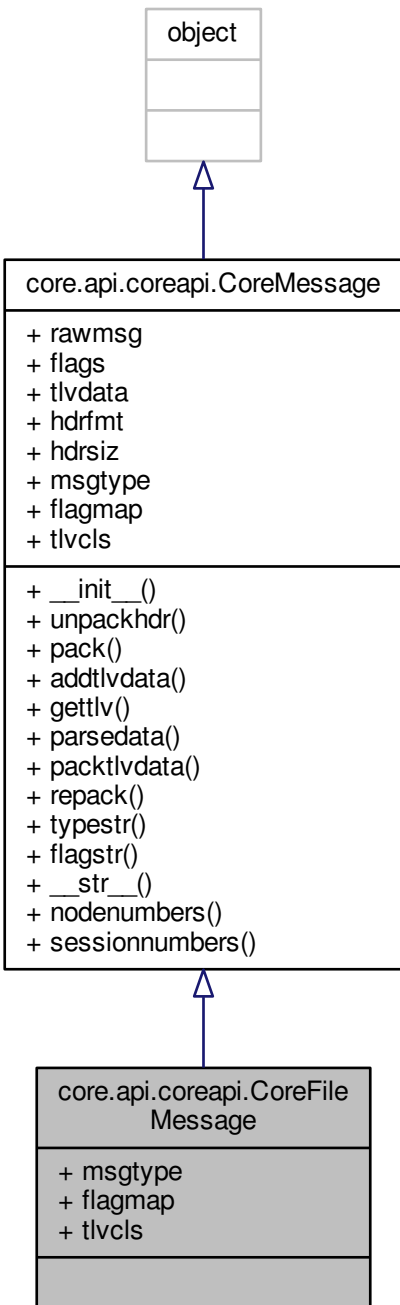 object
core.api.coreapi.CoreMessage
+ rawmsg
+ flags
+ tlvdata
+ hdrfmt
+ hdrsiz
+ msgtype
+ flagmap
+ tlvcls
+ __init__()
+ unpackhdr()
+ pack()
+ addtlvdata()
+ gettlv()
+ parsedata()
+ packtlvdata()
+ repack()
+ typestr()
+ flagstr()
+ __str__()
+ nodenumbers()
+ sessionnumbers()
core.api.coreapi.CoreFile
Message
+ msgtype
+ flagmap
+ tlvcls